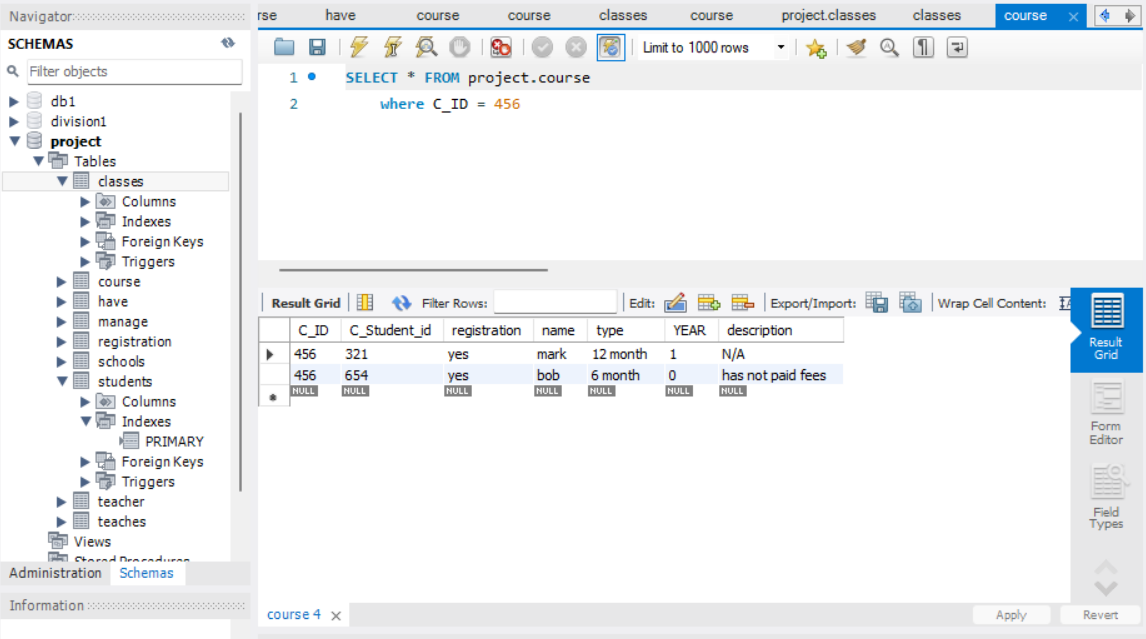 Navigator
SCHEMAS
Filter objects
db1
division1
project
Tables
classes
Columns
Indexes
Foreign Keys
Triggers
course
have
manage
registration
schools
students
Columns
Indexes
PRIMARY
Foreign Keys
Triggers
teacher
teaches
Views
Stored Procedures
Administration Schemas
Information
rse have course course classes course project.classes classes course
Limit to 1000 rows
1 SELECT * FROM project.course
2 where C_ID = 456
Result Grid Filter Rows: Edit: Export/Import: Wrap Cell Content:
C_ID C_Student_id registration name type YEAR description
456 321 yes mark 12 month 1 N/A
456 654 yes bob 6 month 0 has not paid fees
NULL NULL NULL NULL NULL NULL NULL
Result
Grid
Form
Editor
Field
Types
course 4
Apply Revert